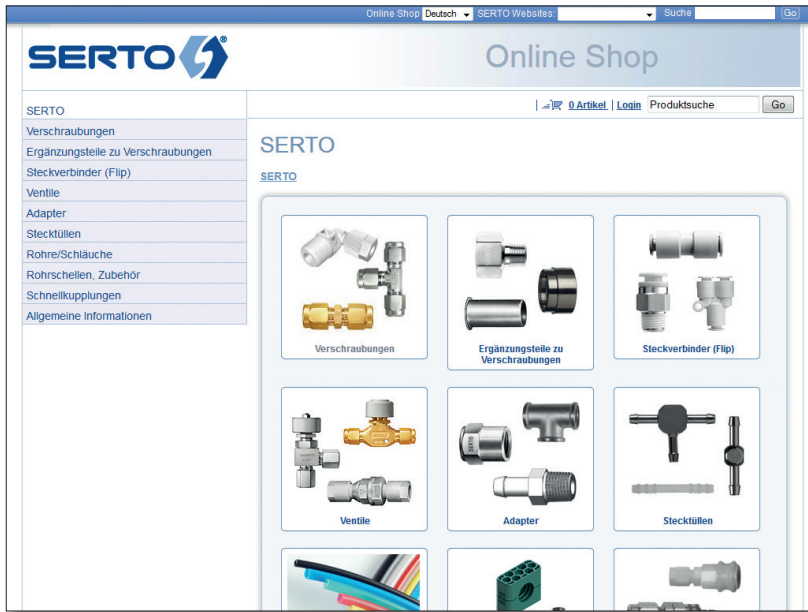 Online Shop Deutsch SERTO Websites: Suche Go
SERTO®
Online Shop
0 Artikel | Login Produktsuche Go
SERTO
Verschraubungen
Ergänzungsteile zu Verschraubungen
Steckverbinder (Flip)
Ventile
Adapter
Stecktüllen
Rohre/Schläuche
Rohrschellen, Zubehör
Schnellkupplungen
Allgemeine Informationen
SERTO
SERTO
Verschraubungen
Ergänzungsteile zu
Verschraubungen
Steckverbinder (Flip)
Ventile
Adapter
Stecktüllen